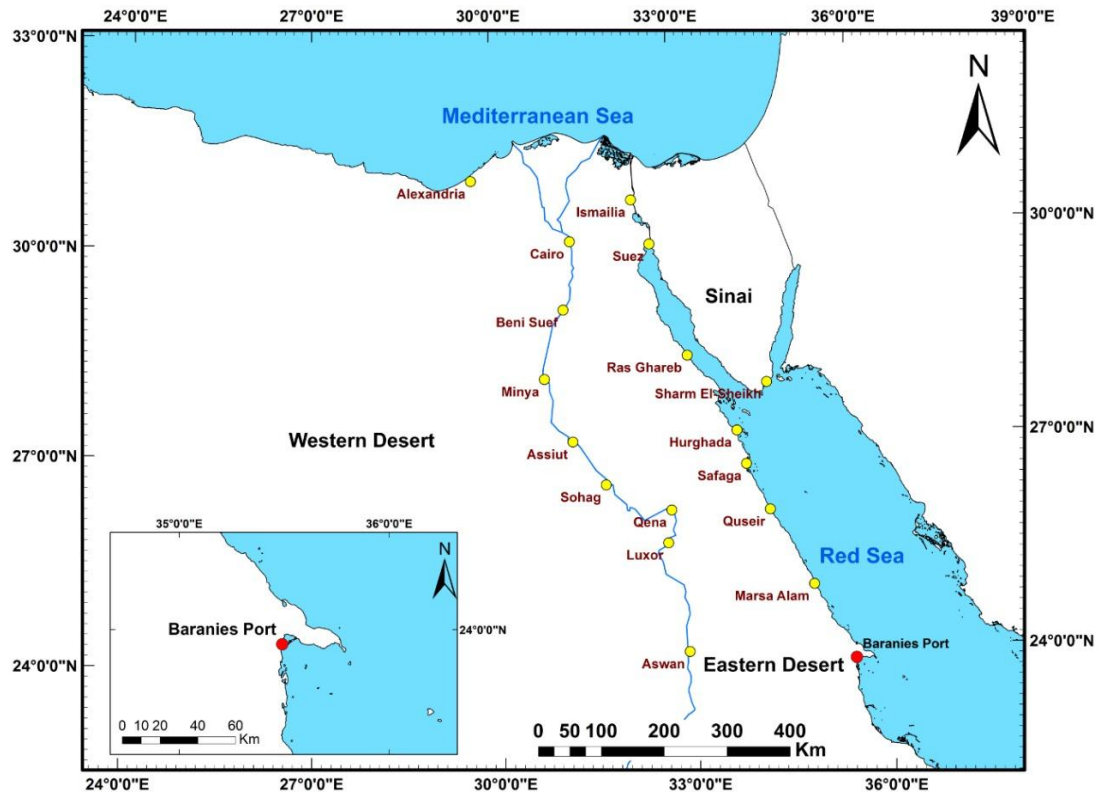 24°0'0"E 27°0'0"E 30°0'0"E 33°0'0"E 36°0'0"E 39°0'0"E
33°0'0"N
N
Mediterranean Sea
Alexandria
Ismailia
30°0'0"N
30°0'0"N
Cairo
Suez
Sinai
Beni Suef
Ras Ghareb
Minya
Sharm El-Sheikh
Western Desert
Hurghada
27°0'0"N
27°0'0"N
Assiut
Safaga
Sohag
Qena
Quseir
Luxor
Red Sea
Marsa Alam
24°0'0"N
Baranies Port
Aswan
Eastern Desert
24°0'0"N
35°0'0"E 36°0'0"E
N
Baranies Port
24°0'0"N
0 10 20 40 60
Km
0 50 100 200 300 400
Km
24°0'0"E 27°0'0"E 30°0'0"E 33°0'0"E 36°0'0"E